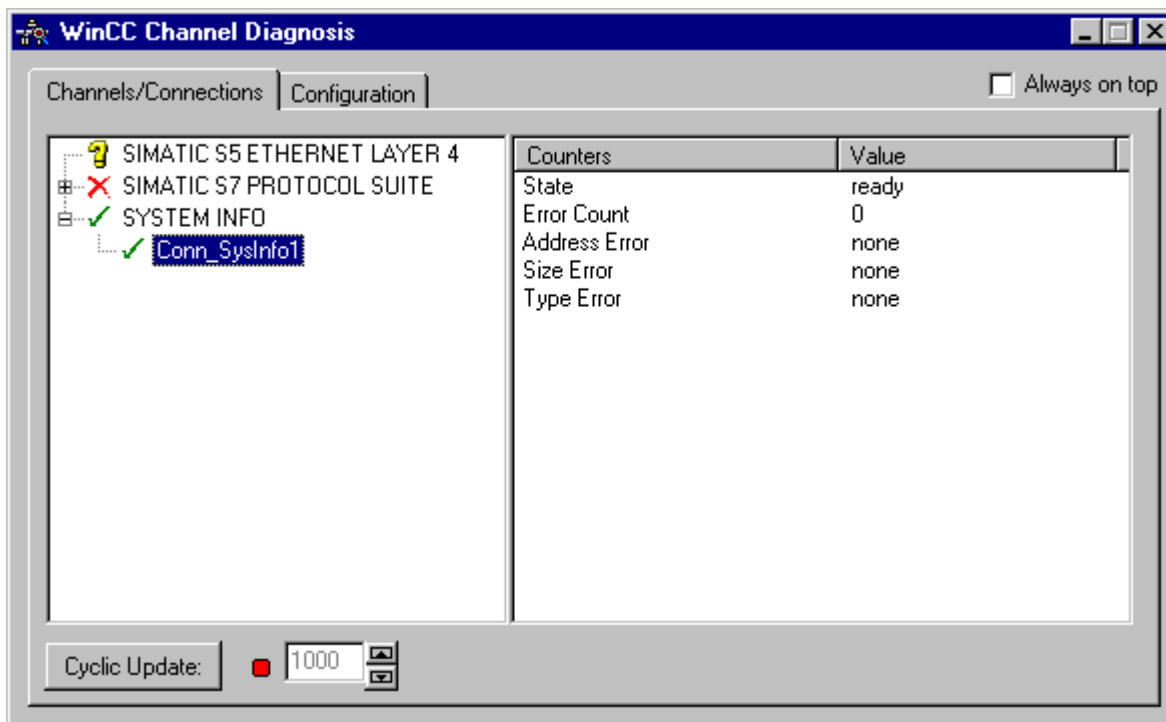 WinCC Channel Diagnosis
Channels/Connections
Configuration
Always on top
SIMATIC S5 ETHERNET LAYER 4
SIMATIC S7 PROTOCOL SUITE
SYSTEM INFO
Conn_SysInfo1
Counters Value
State ready
Error Count 0
Address Error none
Size Error none
Type Error none
Cyclic Update: 1000